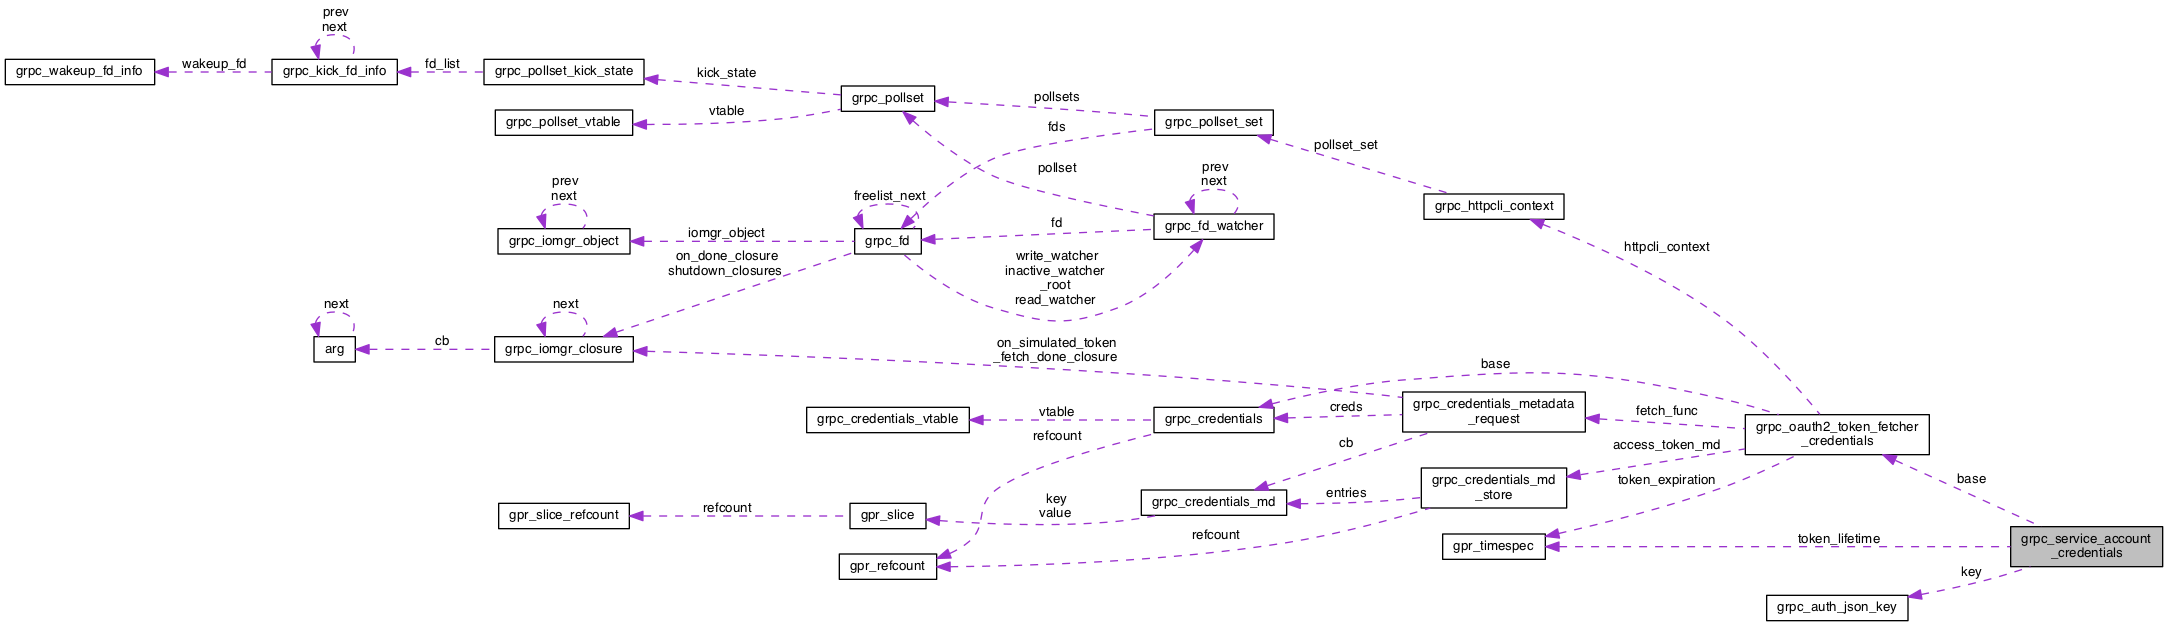 prev
next
grpc_wakeup_fd_info
wakeup_fd
grpc_kick_fd_info
fd_list
grpc_pollset_kick_state
kick_state
grpc_pollset
pollsets
grpc_pollset_set
vtable
grpc_pollset_vtable
fds
pollset_set
pollset
prev
next
prev
next
freelist_next
grpc_httpcli_context
grpc_iomgr_object
iomgr_object
grpc_fd
fd
grpc_fd_watcher
httpcli_context
on_done_closure
shutdown_closures
write_watcher
inactive_watcher
_root
read_watcher
next
next
arg
cb
grpc_iomgr_closure
on_simulated_token
_fetch_done_closure
base
grpc_credentials_vtable
vtable
grpc_credentials
creds
grpc_credentials_metadata
_request
fetch_func
grpc_oauth2_token_fetcher
_credentials
refcount
cb
access_token_md
grpc_credentials_md
_store
token_expiration
base
entries
grpc_credentials_md
key
value
gpr_slice
refcount
gpr_slice_refcount
refcount
gpr_refcount
gpr_timespec
token_lifetime
grpc_service_account
_credentials
key
grpc_auth_json_key